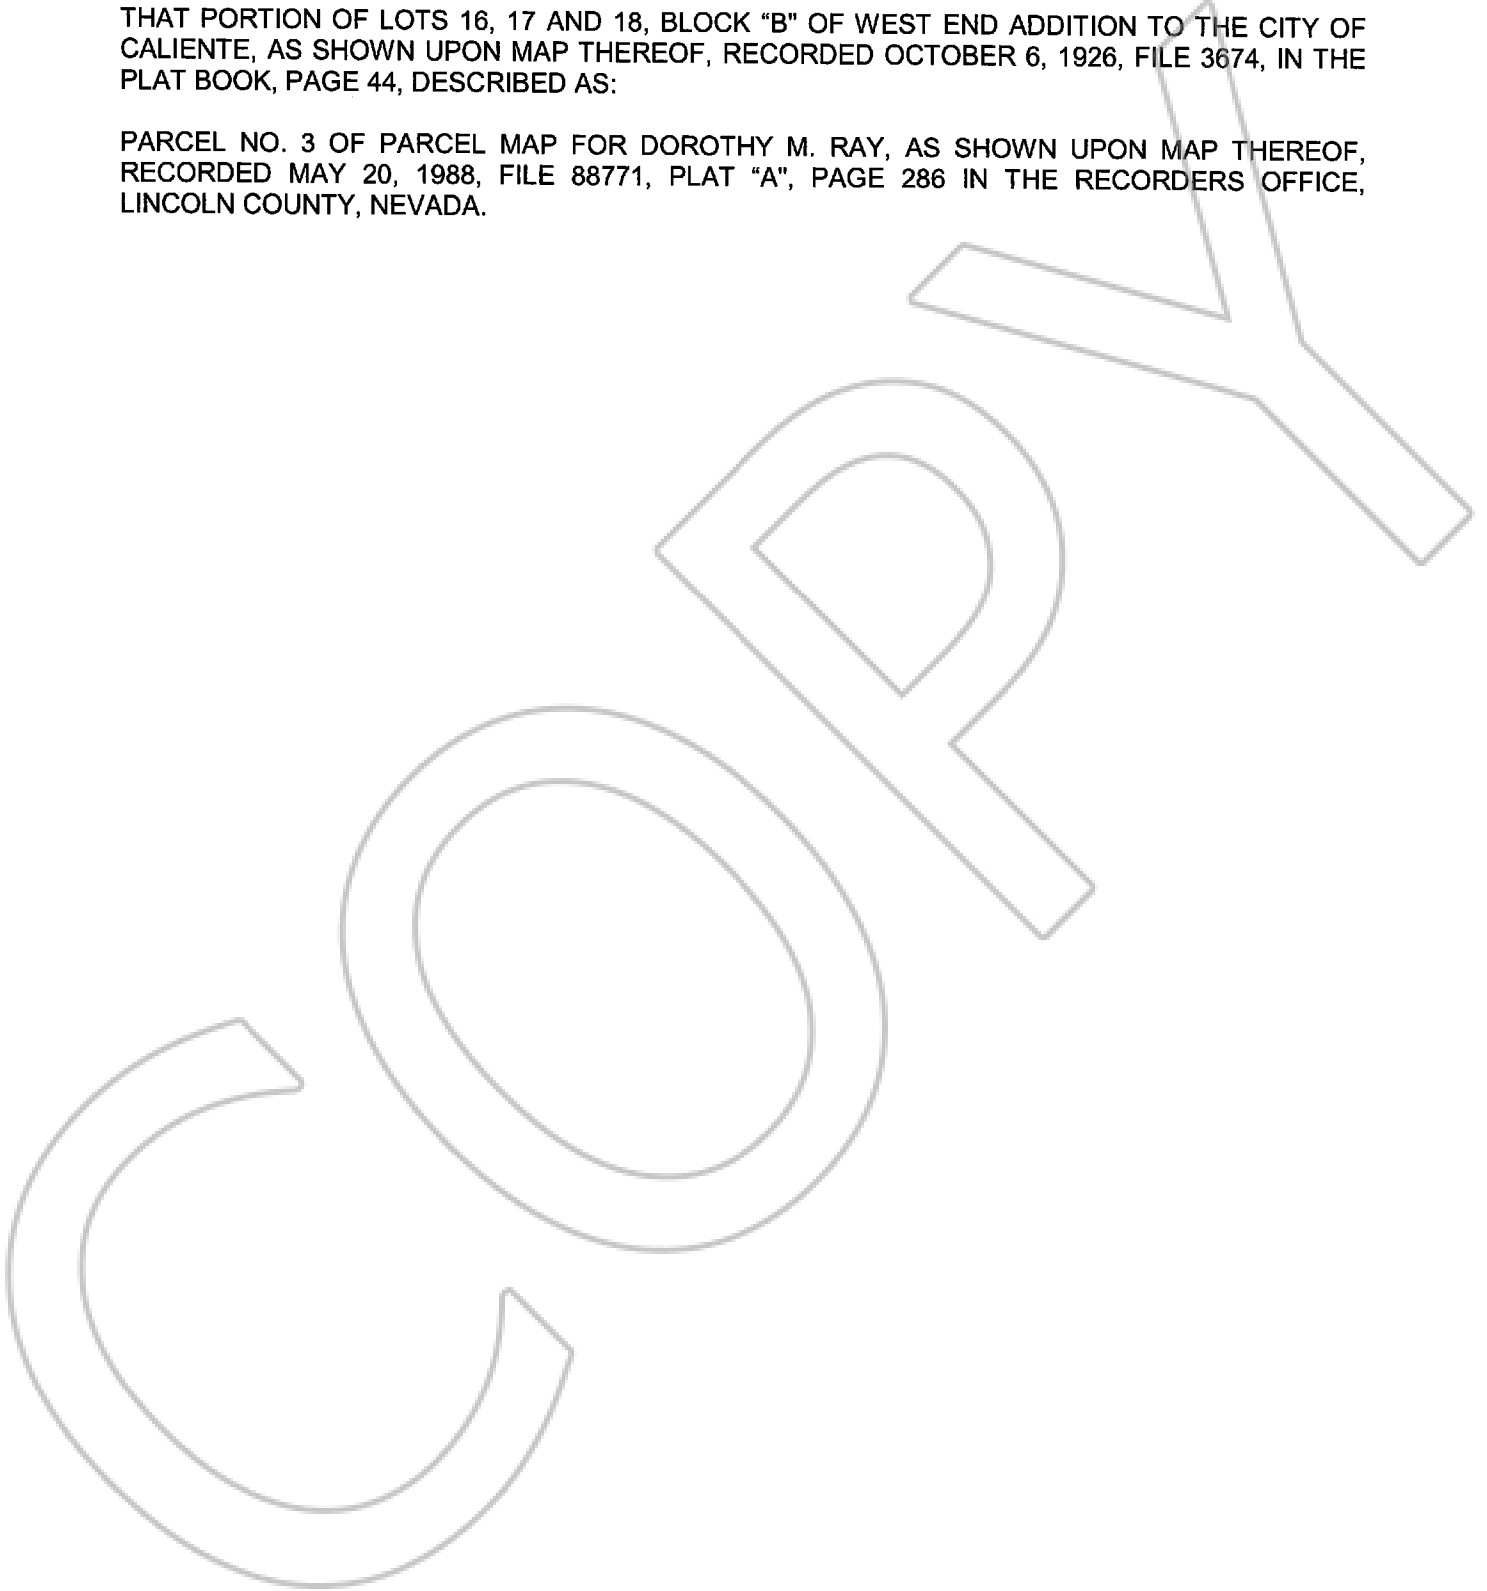 THAT PORTION OF LOTS 16, 17 AND 18, BLOCK “B" OF WEST END ADDITION TO THE CITY OF
CALIENTE, AS SHOWN UPON MAP THEREOF, RECORDED OCTOBER 6, 1926, FILE 3674, IN THE
PLAT BOOK, PAGE 44, DESCRIBED AS:
PARCEL NO. 3 OF PARCEL MAP FOR DOROTHY M. RAY, AS SHOWN UPON MAP THEREOF,
RECORDED MAY 20, 1988, FILE 88771, PLAT “A", PAGE 286 IN THE RECORDERS OFFICE,
LINCOLN COUNTY, NEVADA.
COPY